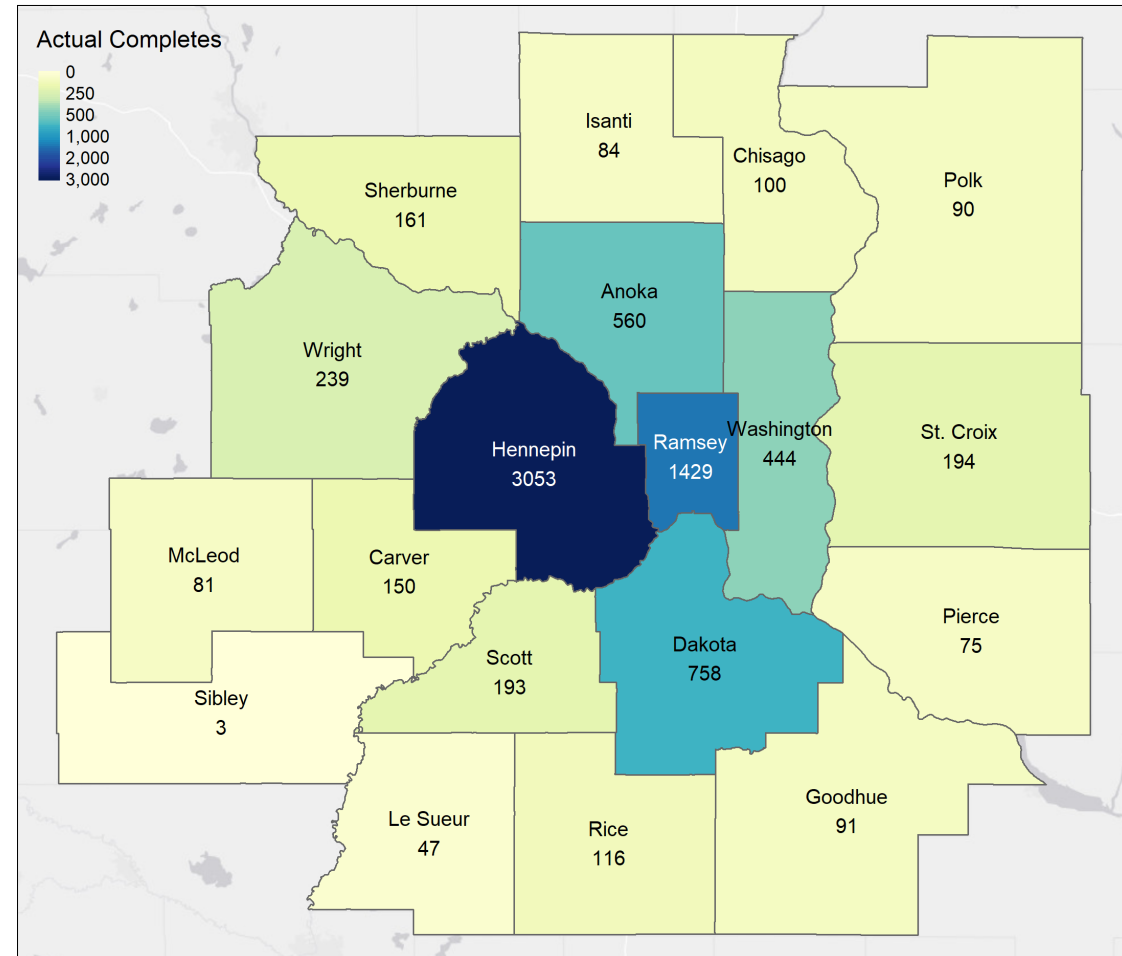 Actual Completes
0
250
500
1,000
2,000
3,000
Isanti
84
Chisago
100
Polk
90
Sherburne
161
Anoka
560
Wright
239
Hennepin
3053
Ramsey
1429
Washington
444
St. Croix
194
McLeod
81
Carver
150
Pierce
75
Dakota
758
Scott
193
Sibley
3
Goodhue
91
Le Sueur
47
Rice
116